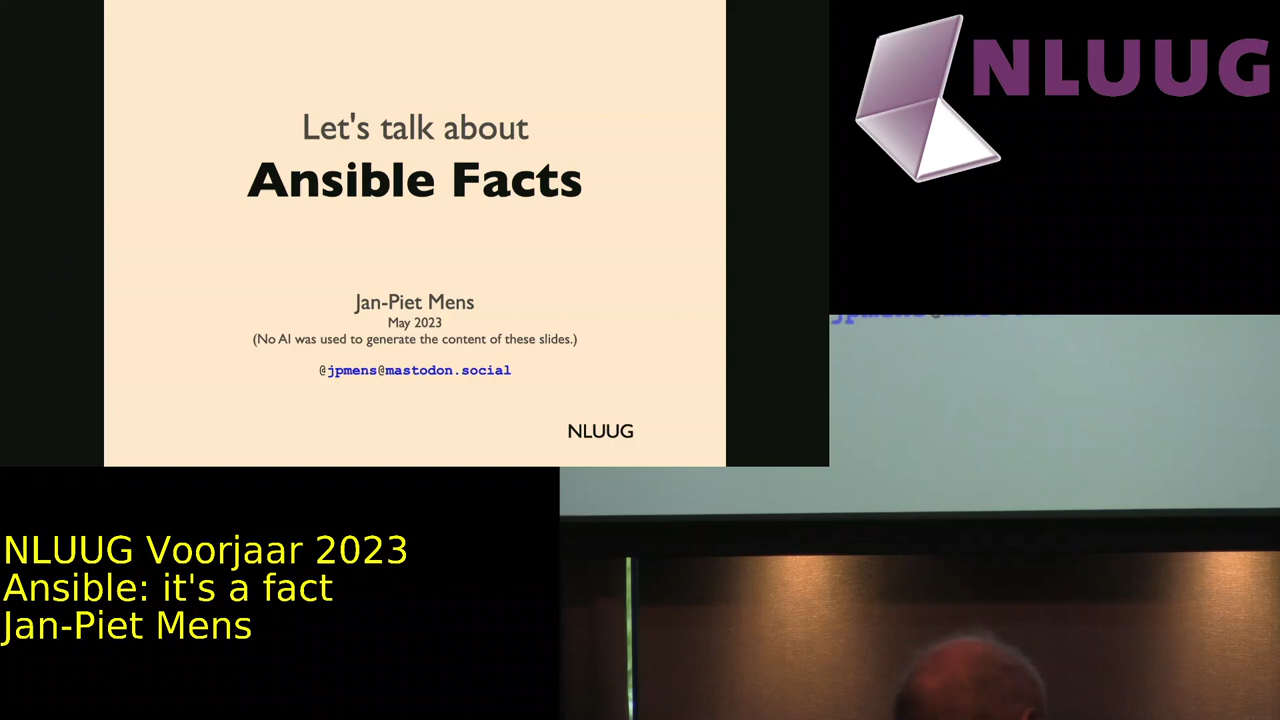 Let's talk about
Ansible Facts
Jan-Piet Mens
May 2023
(No AI was used to generate the content of these slides.)
@jpmens@mastodon.social
NLUUG
NLUUG
NLUUG Voorjaar 2023
Ansible: it's a fact
Jan-Piet Mens